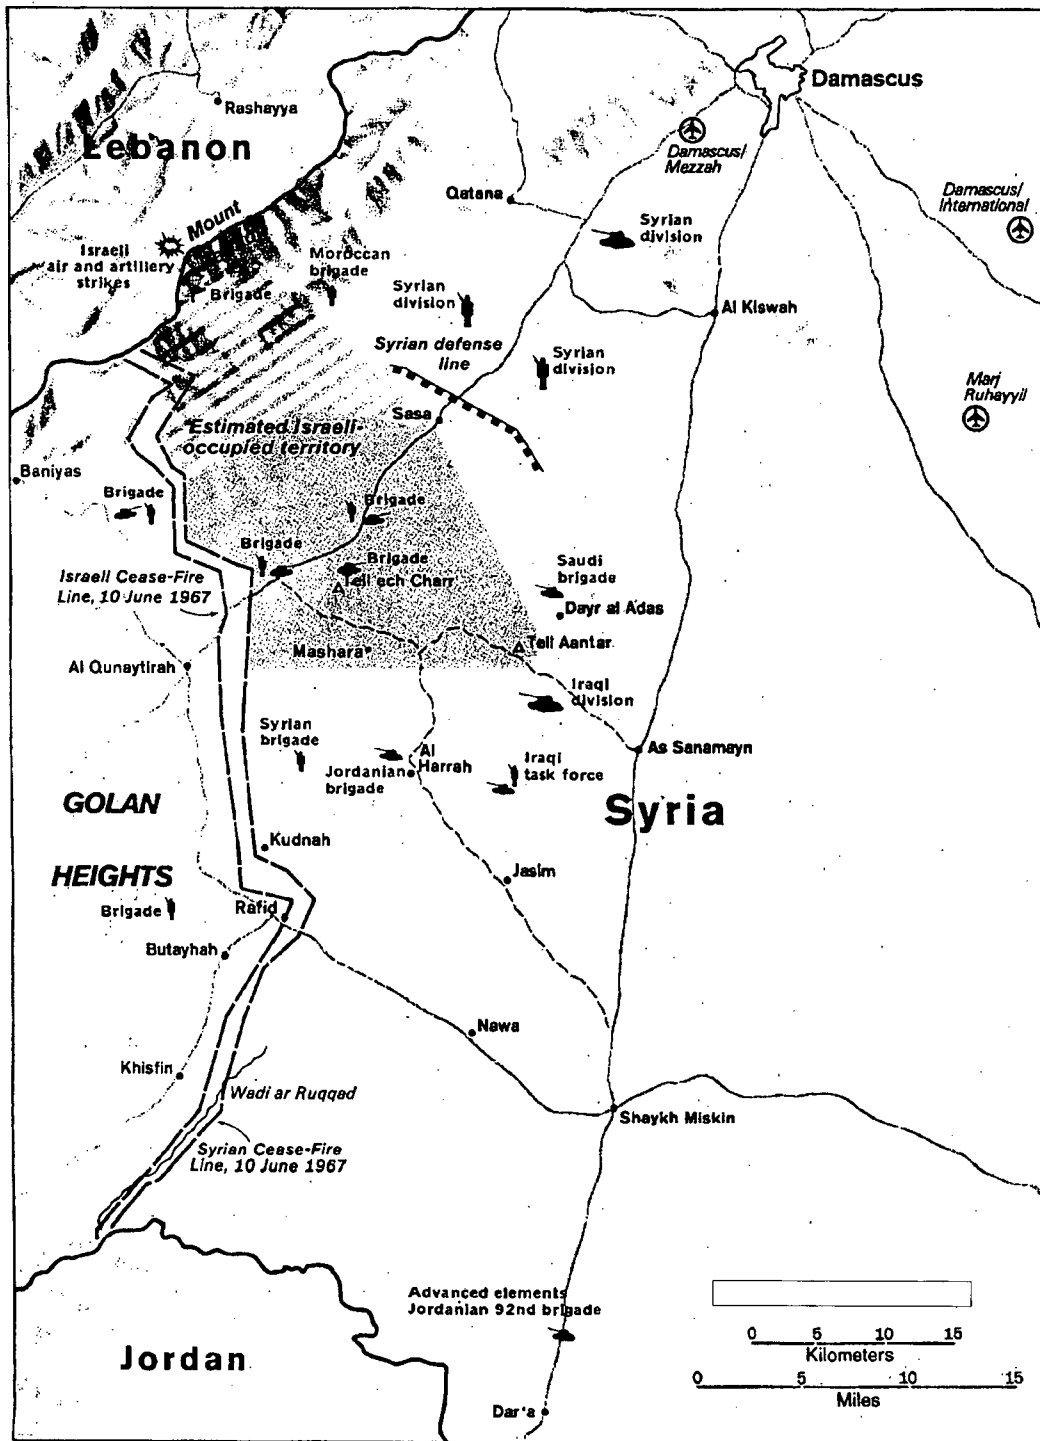 Damascus
Rashayya
Lebanon
Damascus/
Mezzah
Qatana
Damascus/
International
Mount
Syrian
division
Israeli
air and artillery
strikes
Moroccan
brigade
Brigade
Syrian
division
Al Kiswah
Syrian defense
line
Syrian
division
Marj
Ruhayyil
Sasa
Estimated Israeli-
occupied territory
Baniyas
Brigade
Brigade
Brigade
Brigade
Tell ech Charr
Saudi
brigade
Israeli Cease-Fire
Line, 10 June 1967
Dayr al Adas
Mashara
Tell Aantar
Al Qunaytirah
Iraqi
division
Syrian
brigade
Al
Harrah
As Sanamayn
Jordanian
brigade
Iraqi
task force
GOLAN
Syria
Kudnah
HEIGHTS
Jasim
Brigade
Rafid
Butayhah
Nawa
Khisfin
Wadi ar Ruqqad
Shaykh Miskin
Syrian Cease-Fire
Line, 10 June 1967
Advanced elements
Jordanian 92nd brigade
0 5 10 15
Kilometers
Jordan
0 5 10 15
Miles
Dar'a